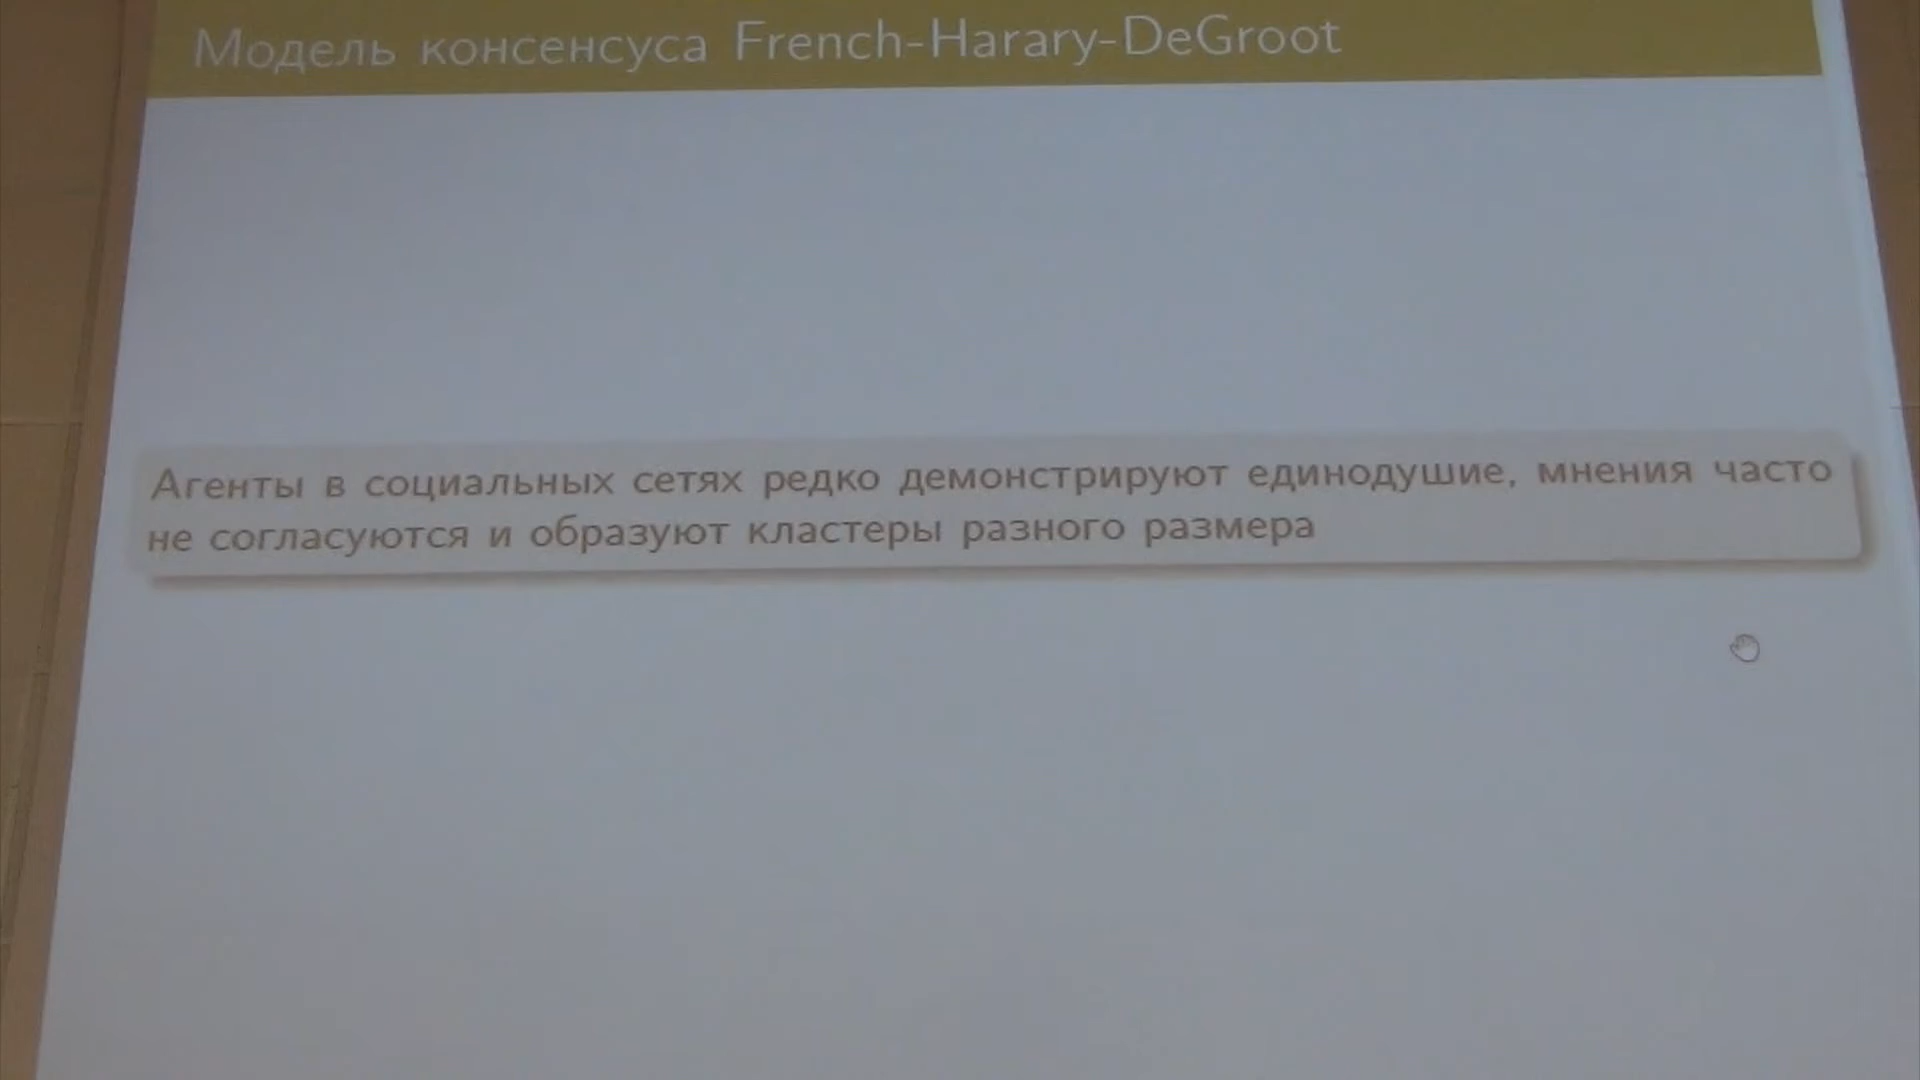 Модель консенсуса French-Harary-DeGroot
Агенты в социальных сетях редко демонстрируют единодушие, мнения часто
не согласуются и образуют кластеры разного размера